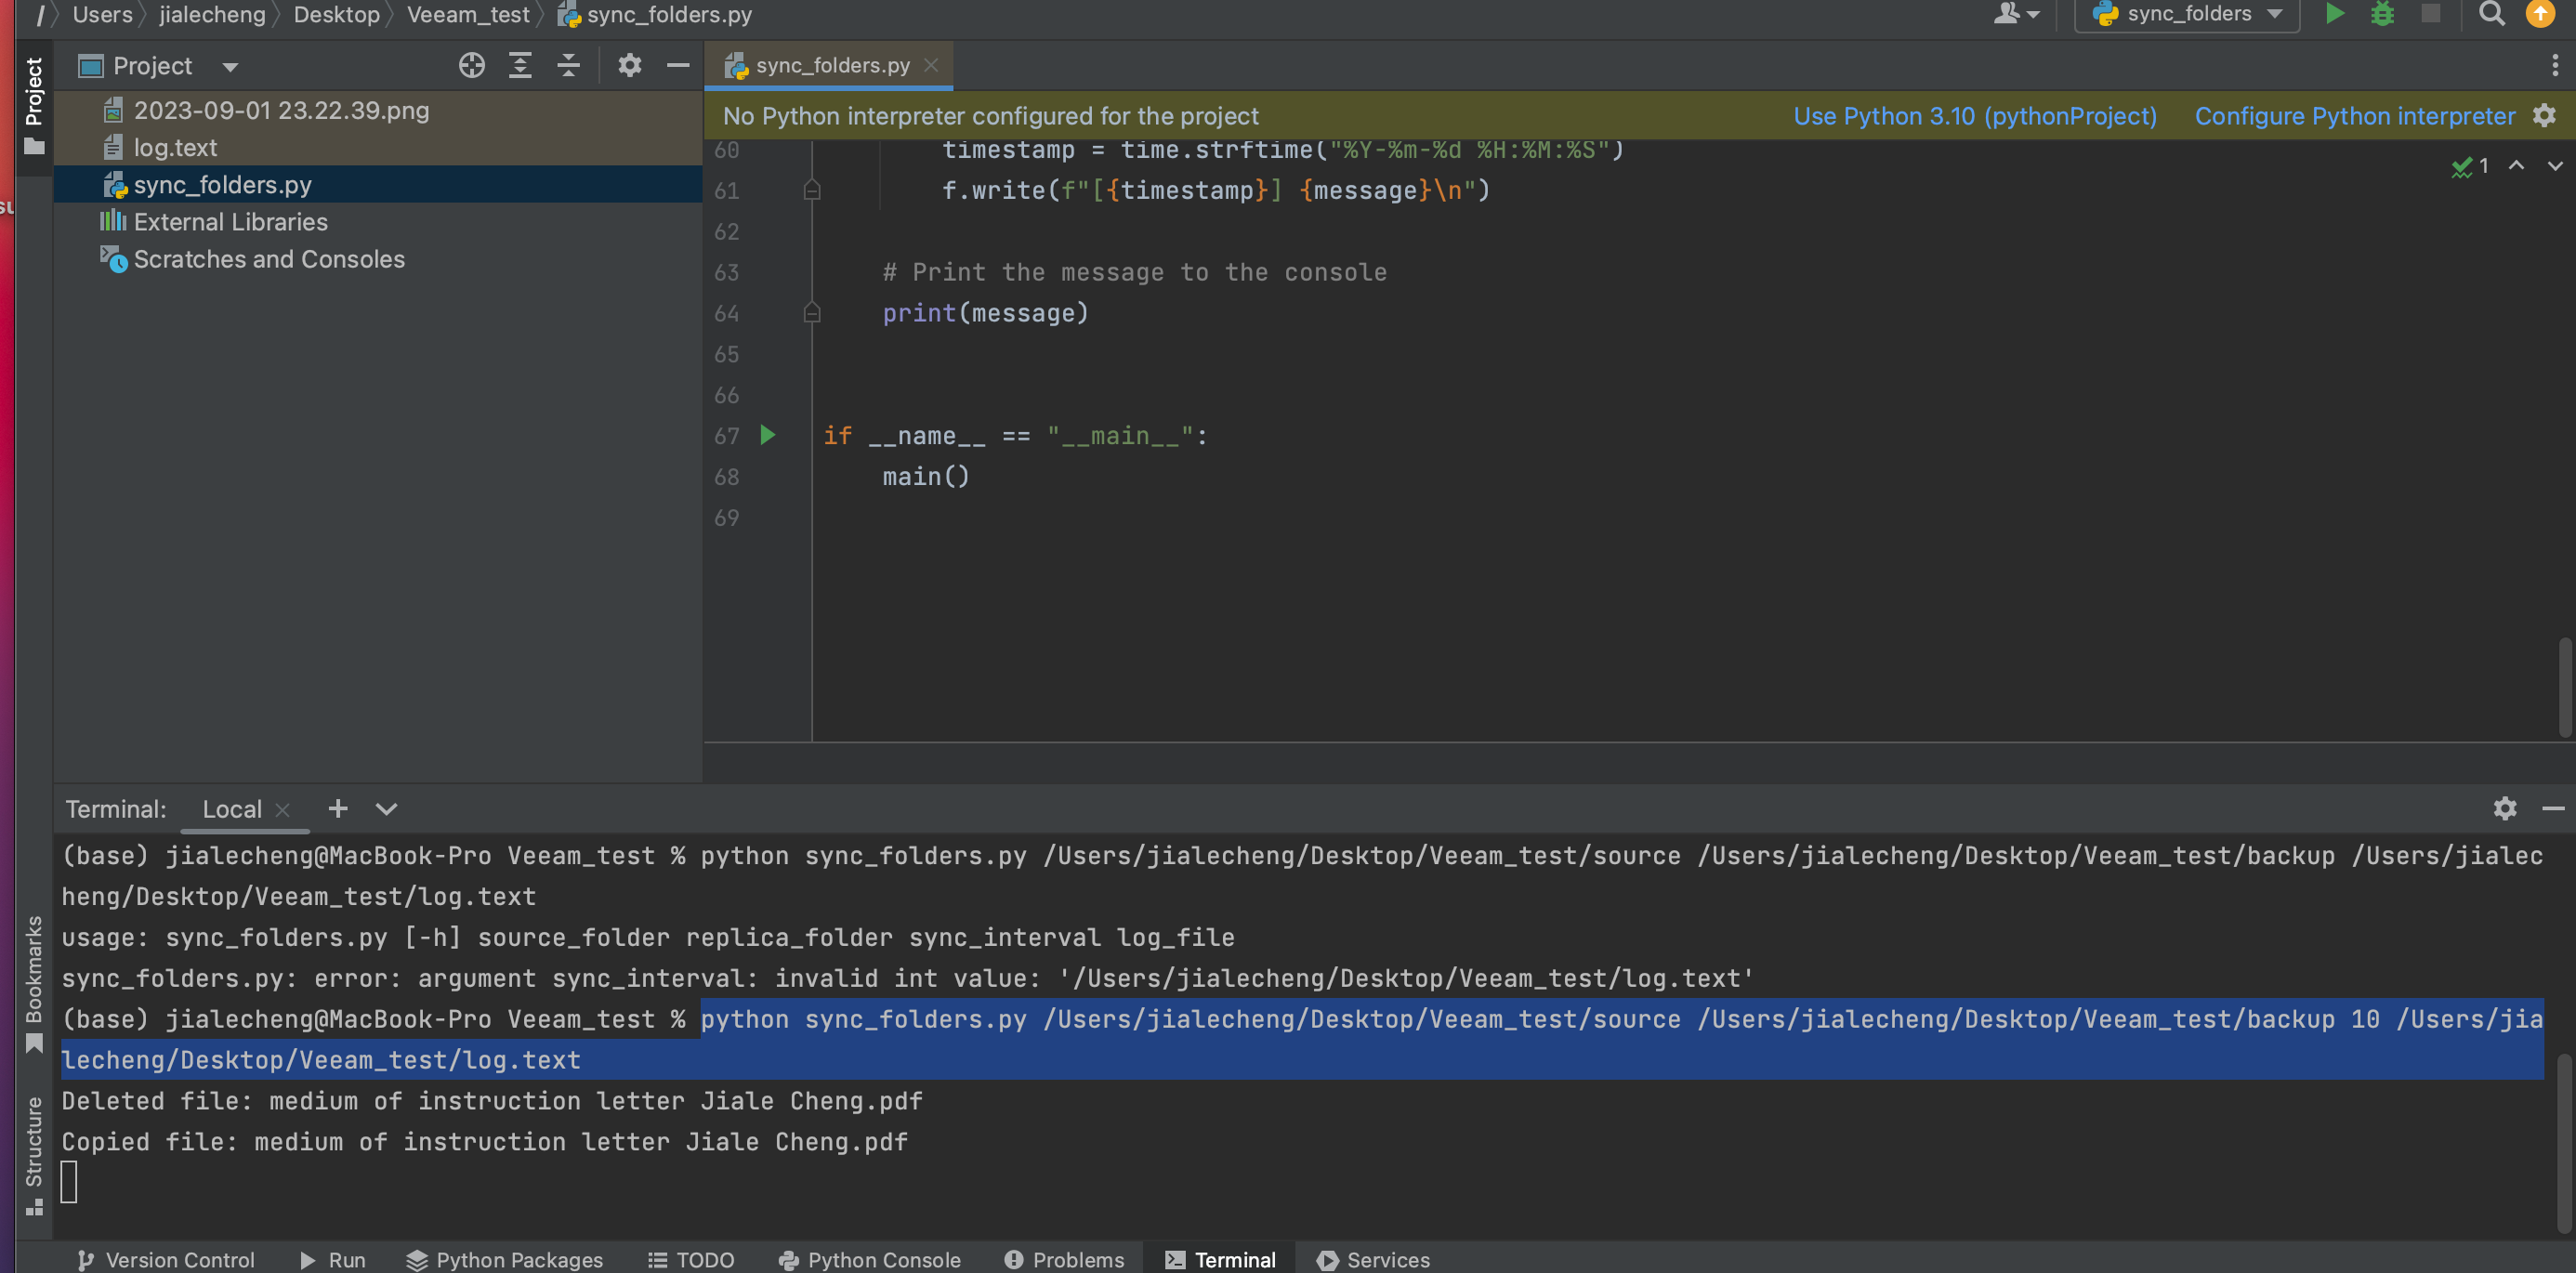 / Users jialecheng Desktop Veeam_test sync_folders.py
sync_folders
Project
Project
sync_folders.py
2023-09-01 23.22.39.png
log.text
sync_folders.py
External Libraries
Scratches and Consoles
su
No Python interpreter configured for the project
Use Python 3.10 (pythonProject)
Configure Python interpreter
1
60 timestamp = time.strftime("%Y-%m-%d %H:%M:%S")
61 f.write(f"[{timestamp}] {message}\n")
62
63 # Print the message to the console
64 print(message)
65
66
67 if __name__ == "__main__":
68 main()
69
Terminal: Local
(base) jialecheng@MacBook-Pro Veeam_test % python sync_folders.py /Users/jialecheng/Desktop/Veeam_test/source /Users/jialecheng/Desktop/Veeam_test/backup /Users/jialec
heng/Desktop/Veeam_test/log.text
usage: sync_folders.py [-h] source_folder replica_folder sync_interval log_file
sync_folders.py: error: argument sync_interval: invalid int value: '/Users/jialecheng/Desktop/Veeam_test/log.text'
(base) jialecheng@MacBook-Pro Veeam_test % python sync_folders.py /Users/jialecheng/Desktop/Veeam_test/source /Users/jialecheng/Desktop/Veeam_test/backup 10 /Users/jia
lecheng/Desktop/Veeam_test/log.text
Deleted file: medium of instruction letter Jiale Cheng.pdf
Copied file: medium of instruction letter Jiale Cheng.pdf
Bookmarks
Structure
Version Control Run Python Packages TODO Python Console Problems Terminal Services